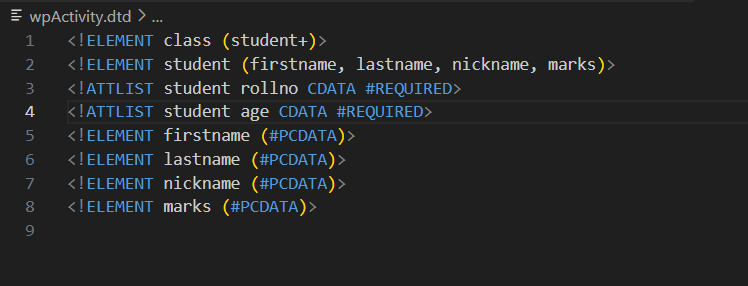 wpActivity.dtd > ...
1 <!ELEMENT class (student+)>
2 <!ELEMENT student (firstname, lastname, nickname, marks)>
3 <!ATTLIST student rollno CDATA #REQUIRED>
4 <!ATTLIST student age CDATA #REQUIRED>
5 <!ELEMENT firstname (#PCDATA)>
6 <!ELEMENT lastname (#PCDATA)>
7 <!ELEMENT nickname (#PCDATA)>
8 <!ELEMENT marks (#PCDATA)>
9